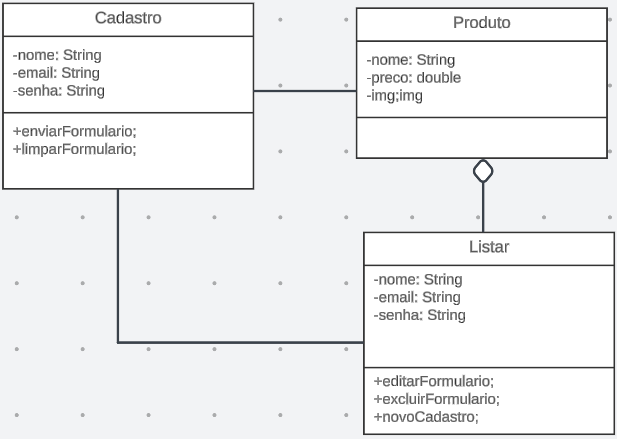 Cadastro
-nome: String
-email: String
-senha: String
+enviarFormulario;
+limparFormulario;
Produto
-nome: String
-preco: double
-img;img
Listar
-nome: String
-email: String
-senha: String
+editarFormulario;
+excluirFormulario;
+novoCadastro;